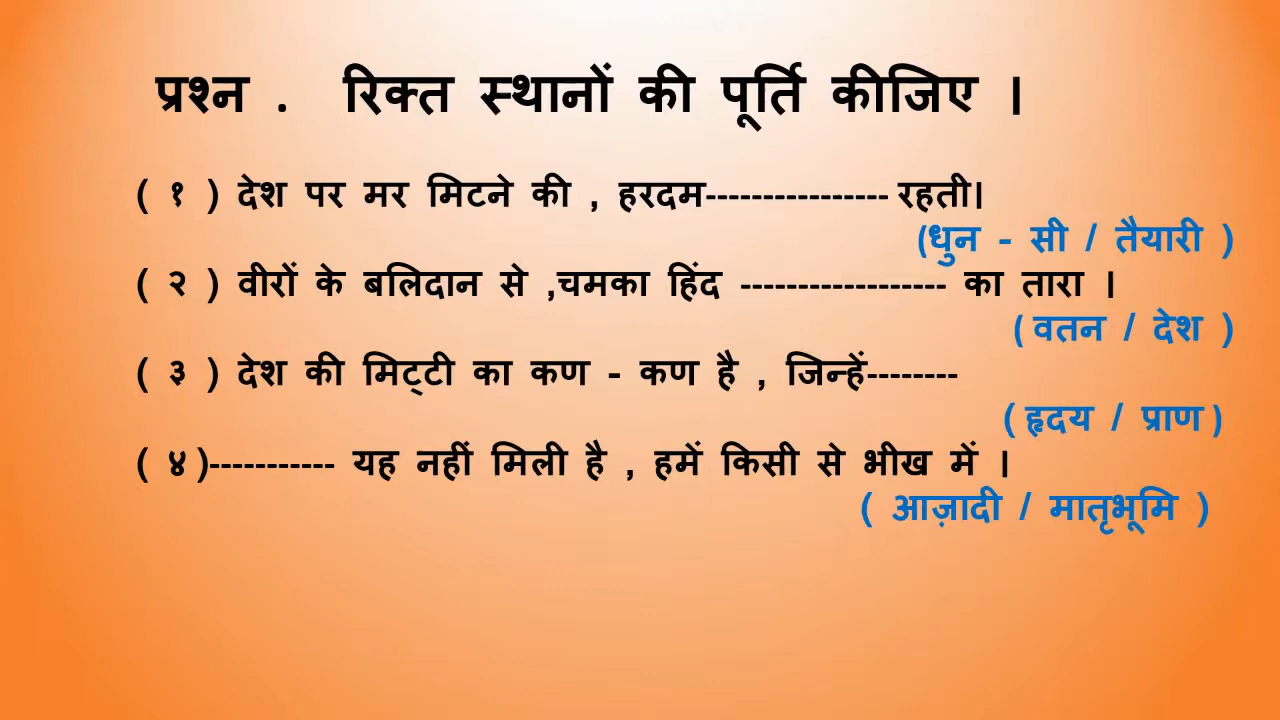 प्रश्न . रिक्त स्थानों की पूर्ति कीजिए ।
( १ ) देश पर मर मिटने की , हरदम---------------- रहती।
(धुन - सी / तैयारी )
( २ ) वीरों के बलिदान से ,चमका हिंद ------------------ का तारा ।
( वतन / देश )
( ३ ) देश की मिट्टी का कण - कण है , जिन्हें--------
( हृदय / प्राण )
( ४ )----------- यह नहीं मिली है , हमें किसी से भीख में ।
( आज़ादी / मातृभूमि )